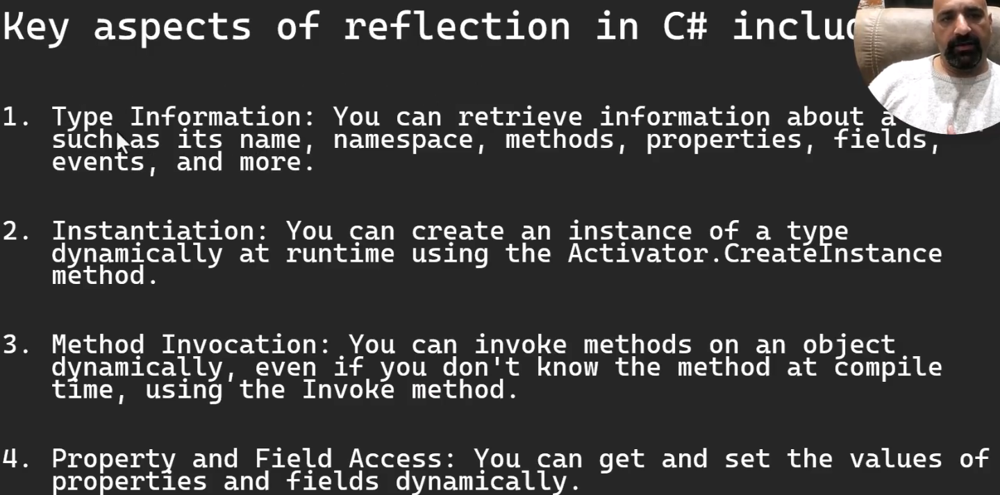 Key aspects of reflection in C#
1. Type Information: You can retrieve information about a
such as its name, namespace, methods, properties, fields,
events, and more.
2. Instantiation: You can create an instance of a type
dynamically at runtime using the Activator.CreateInstance
method.
3. Method Invocation: You can invoke methods on an object
dynamically, even if you don't know the method at compile
time, using the Invoke method.
4. Property and Field Access: You can get and set the values of
properties and fields dynamically.